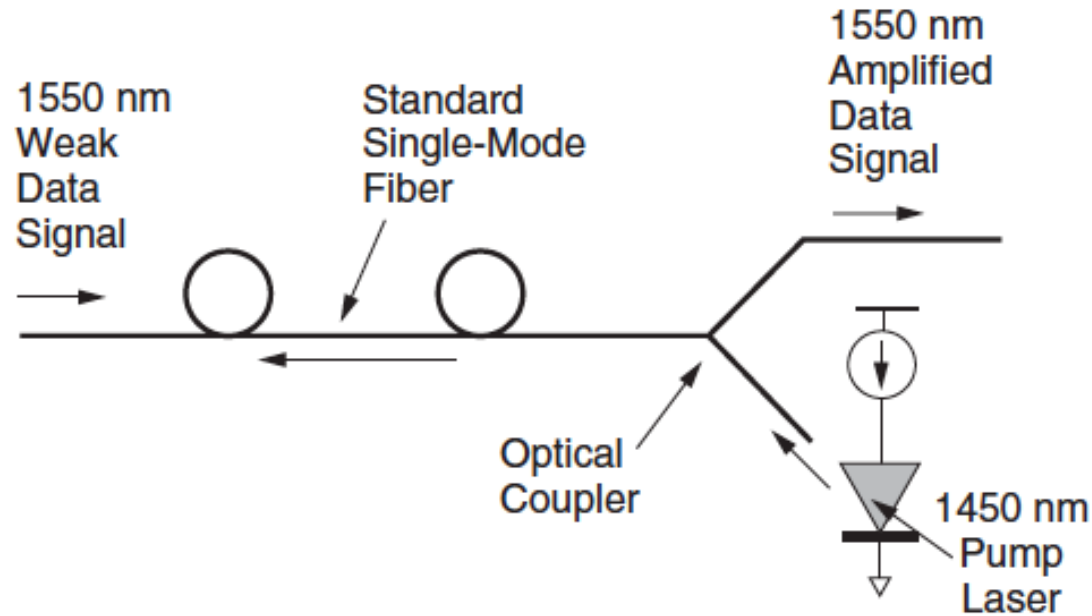 1550 nm
Weak
Data
Signal
Standard
Single-Mode
Fiber
1550 nm
Amplified
Data
Signal
Optical
Coupler
1450 nm
Pump
Laser